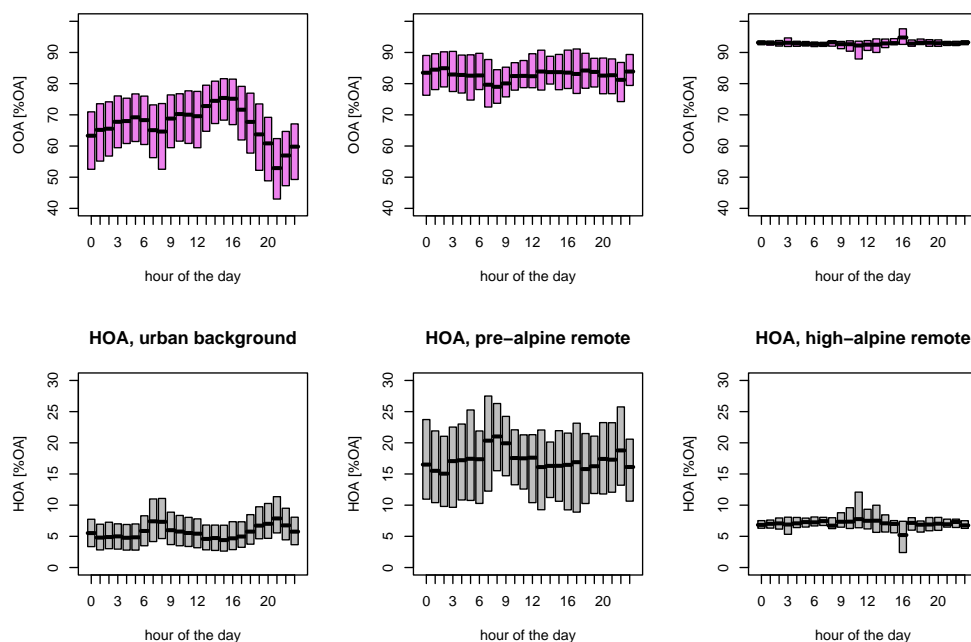 OOA [%OA]
40 50 60 70 80 90
0 3 6 9 12 16 20
hour of the day
OOA [%OA]
40 50 60 70 80 90
0 3 6 9 12 16 20
hour of the day
OOA [%OA]
40 50 60 70 80 90
0 3 6 9 12 16 20
hour of the day
HOA, urban background
HOA [%OA]
0 5 10 15 20 25 30
0 3 6 9 12 16 20
hour of the day
HOA, pre−alpine remote
HOA [%OA]
0 5 10 15 20 25 30
0 3 6 9 12 16 20
hour of the day
HOA, high−alpine remote
HOA [%OA]
0 5 10 15 20 25 30
0 3 6 9 12 16 20
hour of the day